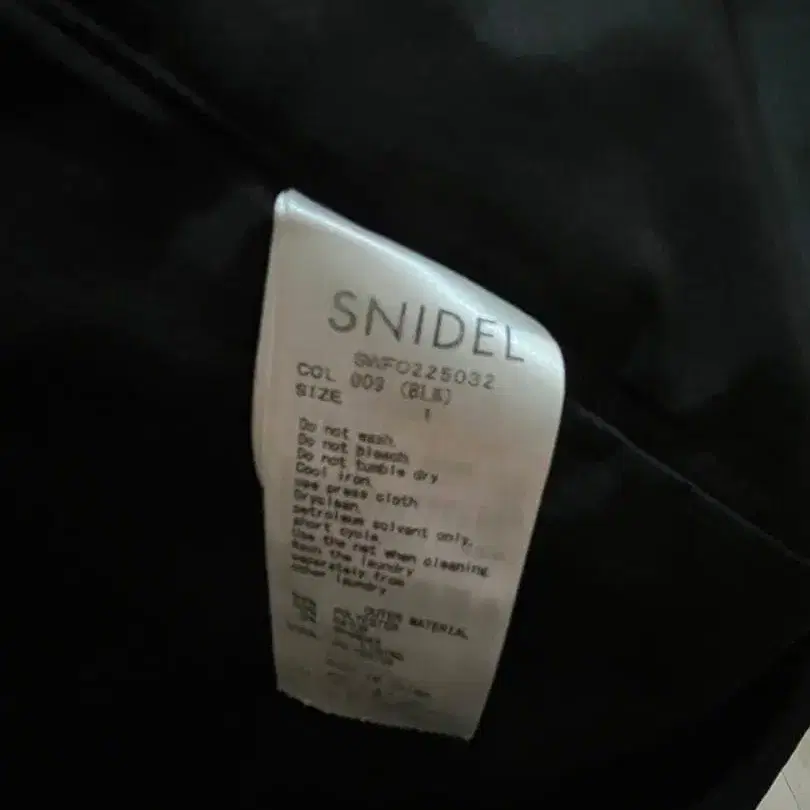 SNIDEL
SWFO225032
COL 009 (BLK)
SIZE 1
Do not wash.
Do not bleach.
Do not tumble dry
Cool iron.
use press cloth
Dryclean.
petroleum solvent only.
short cycle.
Use the net when cleaning.
Wash the laundry
separately from
other laundry
OUTER MATERIAL
POLYESTER